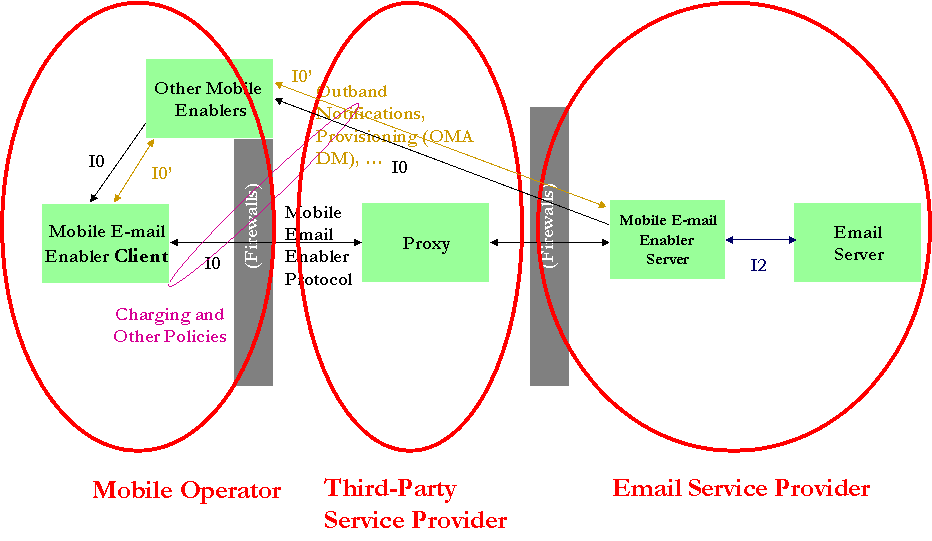 Other Mobile
Enablers
I0’
Outband
Notifications,
Provisioning (OMA
DM), …
I0
I0
I0’
(Firewalls)
(Firewalls)
Mobile E-mail
Enabler Client
I0
Mobile
Email
Enabler
Protocol
Proxy
Mobile E-mail
Enabler
Server
I2
Email
Server
Charging and
Other Policies
Mobile Operator
Third-Party
Service Provider
Email Service Provider